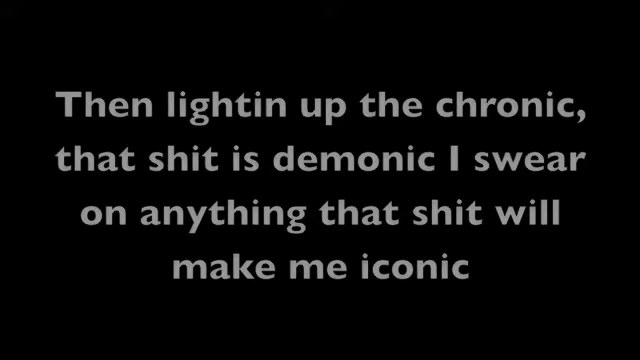 Then lightin up the chronic,
that shit is demonic I swear
on anything that shit will
make me iconic